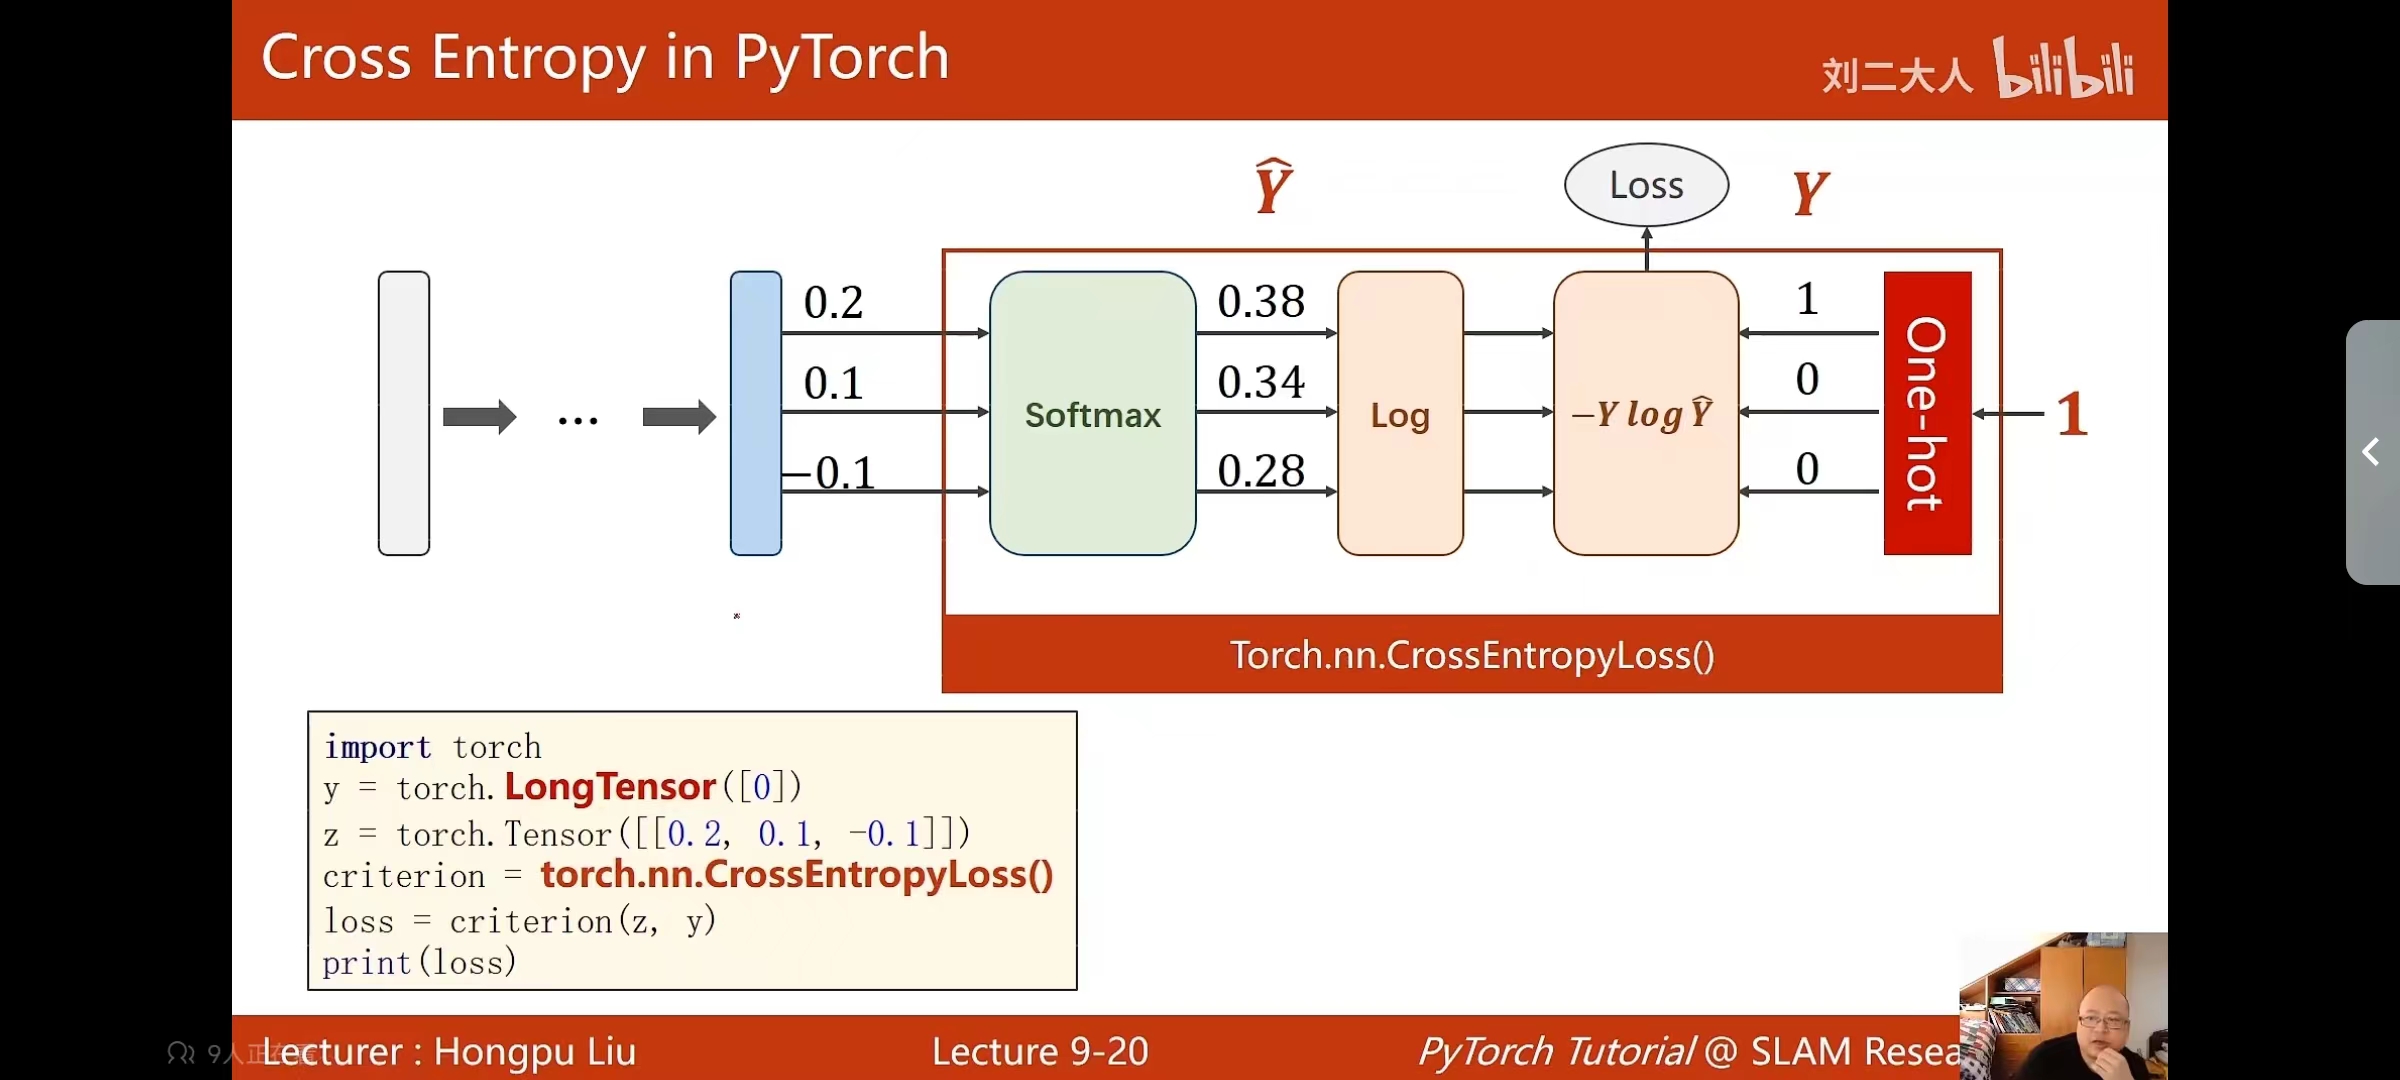 Cross Entropy in PyTorch
刘二大人 bilibili
Ŷ
Loss
Y
0.2
0.38
1
0.1
0.34
0
−0.1
0.28
0
...
Softmax
Log
−Y log Ŷ
One-hot
1
Torch.nn.CrossEntropyLoss()
import torch
y = torch.LongTensor([0])
z = torch.Tensor([[0.2, 0.1, -0.1]])
criterion = torch.nn.CrossEntropyLoss()
loss = criterion(z, y)
print(loss)
9人正在看
Lecturer : Hongpu Liu
Lecture 9-20
PyTorch Tutorial @ SLAM Resea